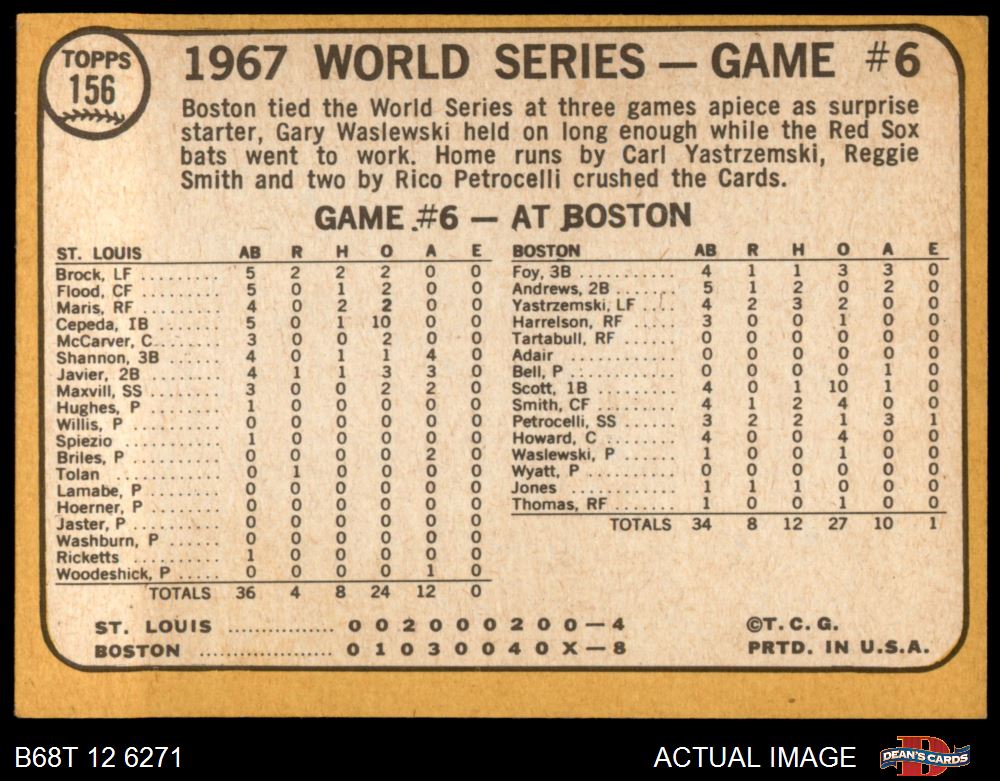 TOPPS
156
1967 WORLD SERIES — GAME #6
Boston tied the World Series at three games apiece as surprise
starter, Gary Waslewski held on long enough while the Red Sox
bats went to work. Home runs by Carl Yastrzemski, Reggie
Smith and two by Rico Petrocelli crushed the Cards.
GAME #6 — AT BOSTON
ST. LOUIS AB R H O A E
Brock, LF ......... 5 2 2 2 0 0
Flood, CF ......... 5 0 1 2 0 0
Maris, RF ......... 4 0 2 2 0 0
Cepeda, 1B ........ 5 0 1 10 0 0
McCarver, C........ 3 0 0 2 0 0
Shannon, 3B ....... 4 0 1 1 4 0
Javier, 2B ........ 4 1 1 3 3 0
Maxvill, SS ....... 3 0 0 2 2 0
Hughes, P ......... 1 0 0 0 0 0
Willis, P ......... 0 0 0 0 0 0
Spiezio ........... 1 0 0 0 0 0
Briles, P ......... 0 0 0 0 2 0
Tolan ............. 0 1 0 0 0 0
Lamabe, P ......... 0 0 0 0 0 0
Hoerner, P ........ 0 0 0 0 0 0
Jaster, P ......... 0 0 0 0 0 0
Washburn, P ....... 0 0 0 0 0 0
Ricketts .......... 1 0 0 0 0 0
Woodeshick, P ..... 0 0 0 0 1 0
TOTALS 36 4 8 24 12 0
BOSTON AB R H O A E
Foy, 3B ........... 4 1 1 3 3 0
Andrews, 2B ....... 5 1 2 0 2 0
Yastrzemski, LF .... 4 2 3 2 0 0
Harrelson, RF ...... 3 0 0 1 0 0
Tartabull, RF ...... 0 0 0 0 0 0
Adair ............. 0 0 0 0 0 0
Bell, P ........... 0 0 0 0 1 0
Scott, 1B ......... 4 0 1 10 1 0
Smith, CF ......... 4 1 2 4 0 0
Petrocelli, SS ..... 3 2 2 1 3 1
Howard, C ......... 4 0 0 4 0 0
Waslewski, P ...... 1 0 0 1 0 0
Wyatt, P .......... 0 0 0 0 0 0
Jones ............ 1 1 1 0 0 0
Thomas, RF ........ 1 0 0 1 0 0
TOTALS 34 8 12 27 10 1
ST. LOUIS .............. 0 0 2 0 0 0 2 0 0 — 4
BOSTON ................. 0 1 0 3 0 0 4 0 X — 8
©T. C. G.
PRTD. IN U.S.A.
B68T 12 6271
ACTUAL IMAGE
DEAN'S CARDS